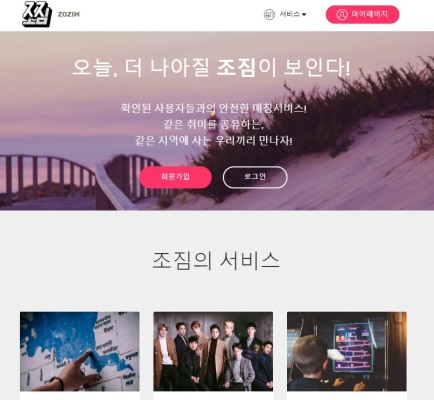 조짐
ZOZIM
서비스
마이페이지
오늘, 더 나아질 조짐이 보인다!
확인된 사용자들과의 안전한 매칭서비스!
같은 취미를 공유하는,
같은 지역에 사는 우리끼리 만나자!
회원가입
로그인
조짐의 서비스